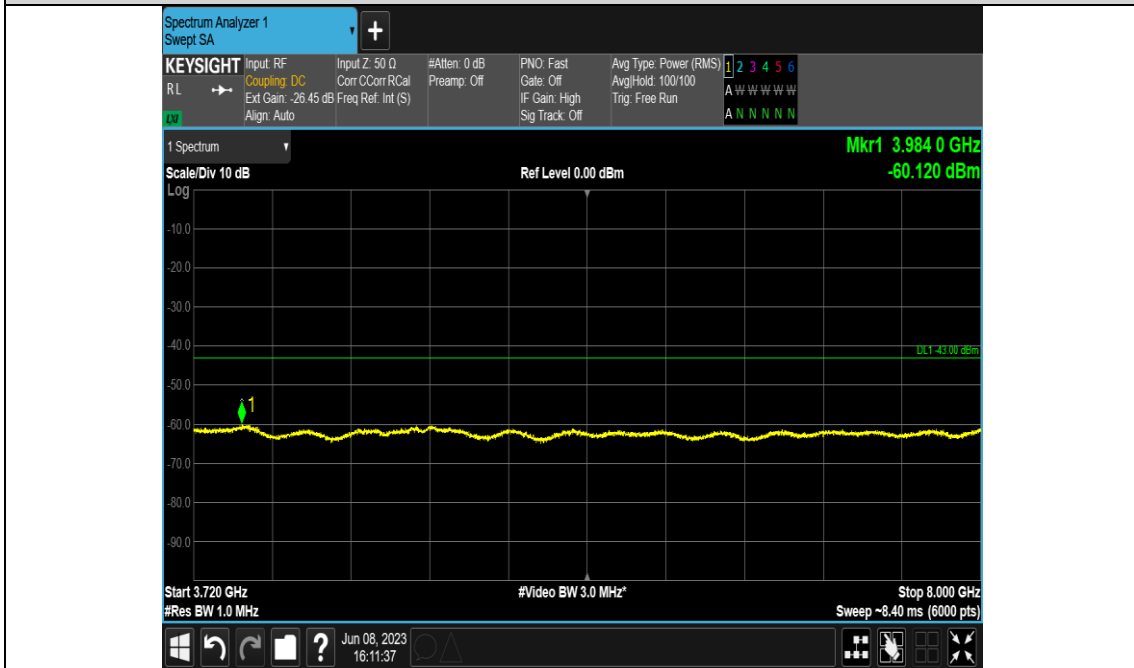 Spectrum Analyzer 1
Swept SA
+
KEYSIGHT Input: RF Input Z: 50 Ω #Atten: 0 dB PNO: Fast Avg Type: Power (RMS) 1 2 3 4 5 6
RL Coupling: DC Corr CCorr RCal Preamp: Off Gate: Off Avg|Hold: 100/100 A W W W W W
Ext Gain: -26.45 dB Freq Ref: Int (S) IF Gain: High Trig: Free Run
LXI Align: Auto Sig Track: Off A N N N N N
1 Spectrum Mkr1 3.984 0 GHz
Scale/Div 10 dB Ref Level 0.00 dBm -60.120 dBm
Log
-10.0
-20.0
-30.0
-40.0
DL1 -43.00 dBm
-50.0
1
-60.0
-70.0
-80.0
-90.0
Start 3.720 GHz #Video BW 3.0 MHz* Stop 8.000 GHz
#Res BW 1.0 MHz Sweep ~8.40 ms (6000 pts)
? Jun 08, 2023
16:11:37